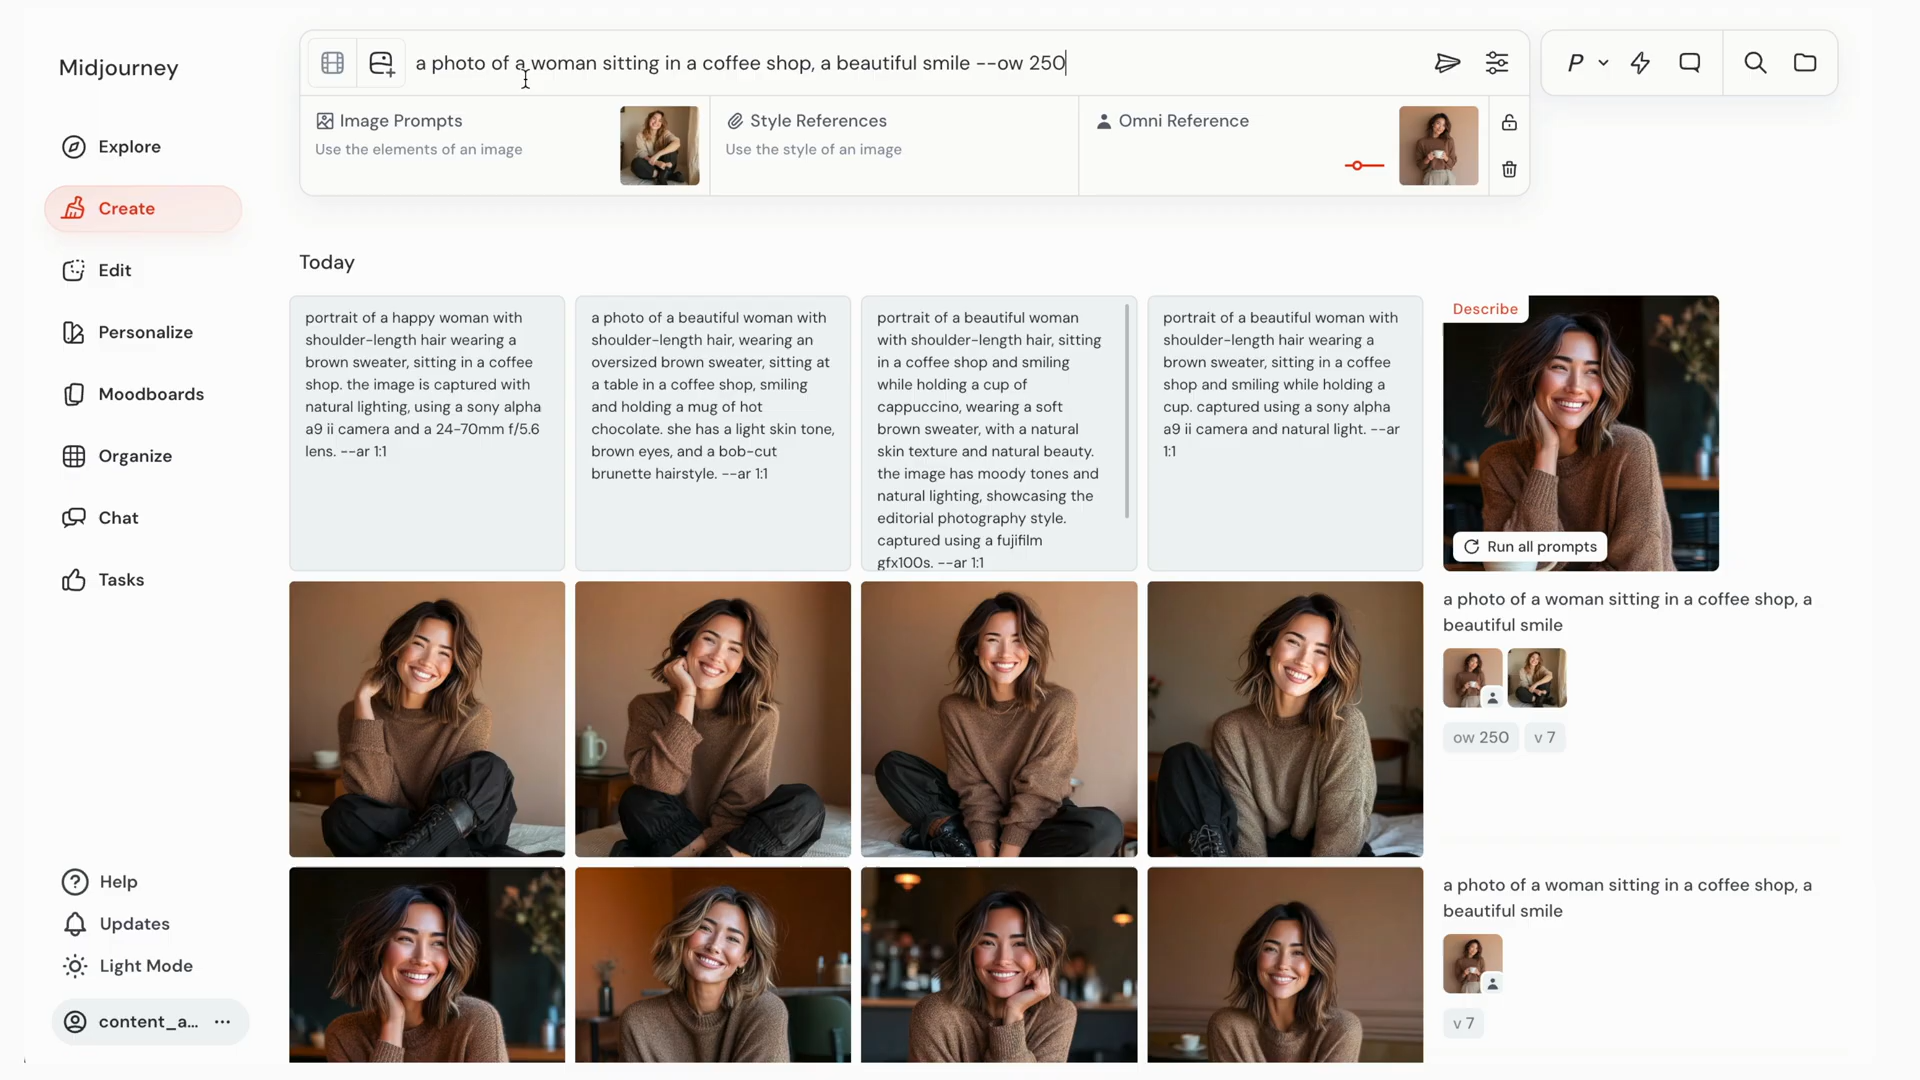 Midjourney
a photo of a woman sitting in a coffee shop, a beautiful smile --ow 250
P
Image Prompts
Use the elements of an image
Style References
Use the style of an image
Omni Reference
Explore
Create
Edit
Personalize
Moodboards
Organize
Chat
Tasks
Help
Updates
Light Mode
content_a... ...
Today
portrait of a happy woman with
shoulder-length hair wearing a
brown sweater, sitting in a coffee
shop. the image is captured with
natural lighting, using a sony alpha
a9 ii camera and a 24-70mm f/5.6
lens. --ar 1:1
a photo of a beautiful woman with
shoulder-length hair, wearing an
oversized brown sweater, sitting at
a table in a coffee shop, smiling
and holding a mug of hot
chocolate. she has a light skin tone,
brown eyes, and a bob-cut
brunette hairstyle. --ar 1:1
portrait of a beautiful woman
with shoulder-length hair, sitting
in a coffee shop and smiling
while holding a cup of
cappuccino, wearing a soft
brown sweater, with a natural
skin texture and natural beauty.
the image has moody tones and
natural lighting, showcasing the
editorial photography style.
captured using a fujifilm
gfx100s. --ar 1:1
portrait of a beautiful woman with
shoulder-length hair wearing a
brown sweater, sitting in a coffee
shop and smiling while holding a
cup. captured using a sony alpha
a9 ii camera and natural light. --ar
1:1
Describe
Run all prompts
a photo of a woman sitting in a coffee shop, a
beautiful smile
ow 250 v 7
a photo of a woman sitting in a coffee shop, a
beautiful smile
v 7